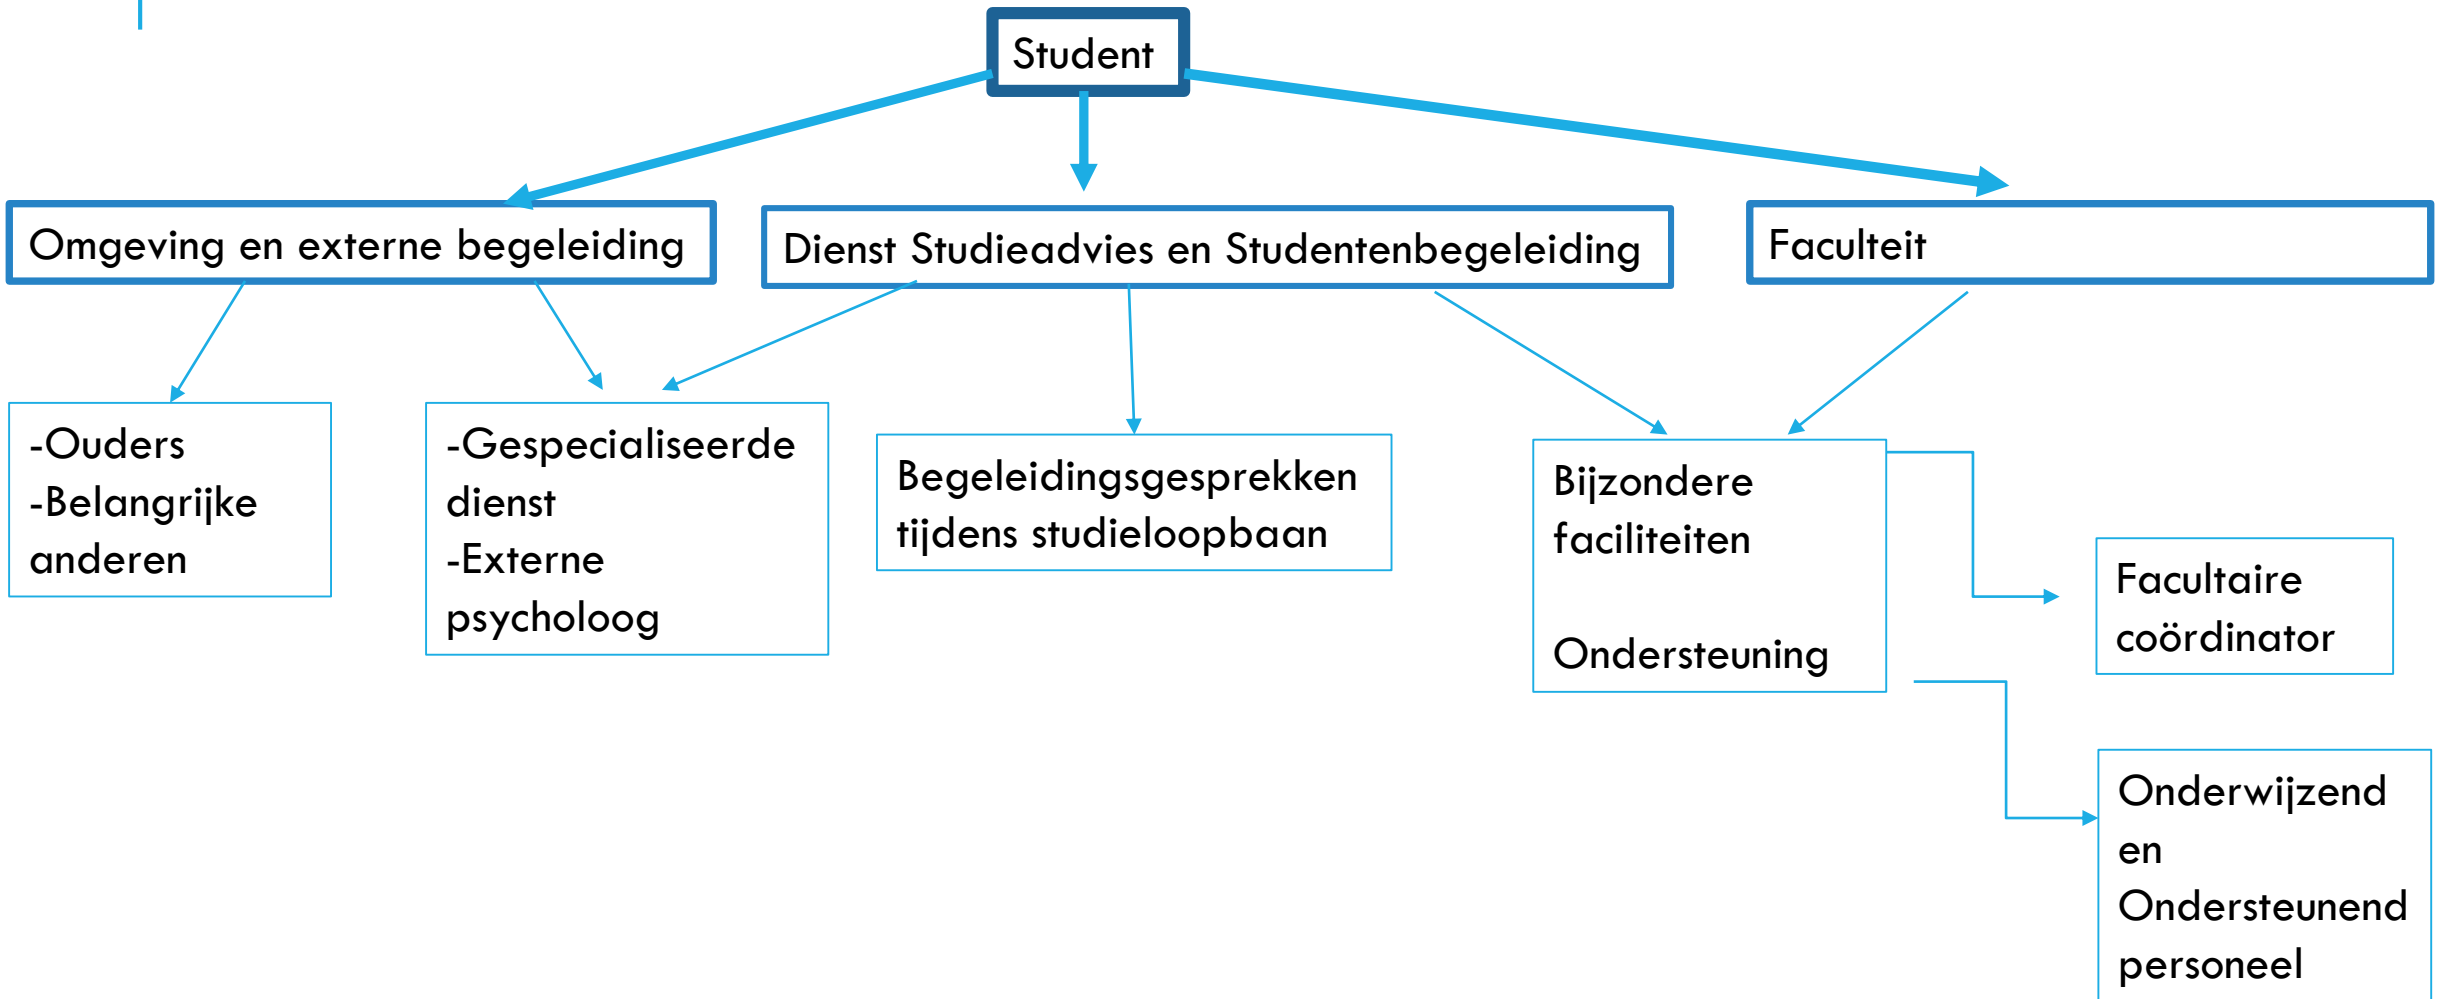 Student
Omgeving en externe begeleiding
Dienst Studieadvies en Studentenbegeleiding
Faculteit
-Ouders
-Belangrijke
anderen
-Gespecialiseerde
dienst
-Externe
psycholoog
Begeleidingsgesprekken
tijdens studieloopbaan
Bijzondere
faciliteiten
Ondersteuning
Facultaire
coördinator
Onderwijzend
en
Ondersteunend
personeel